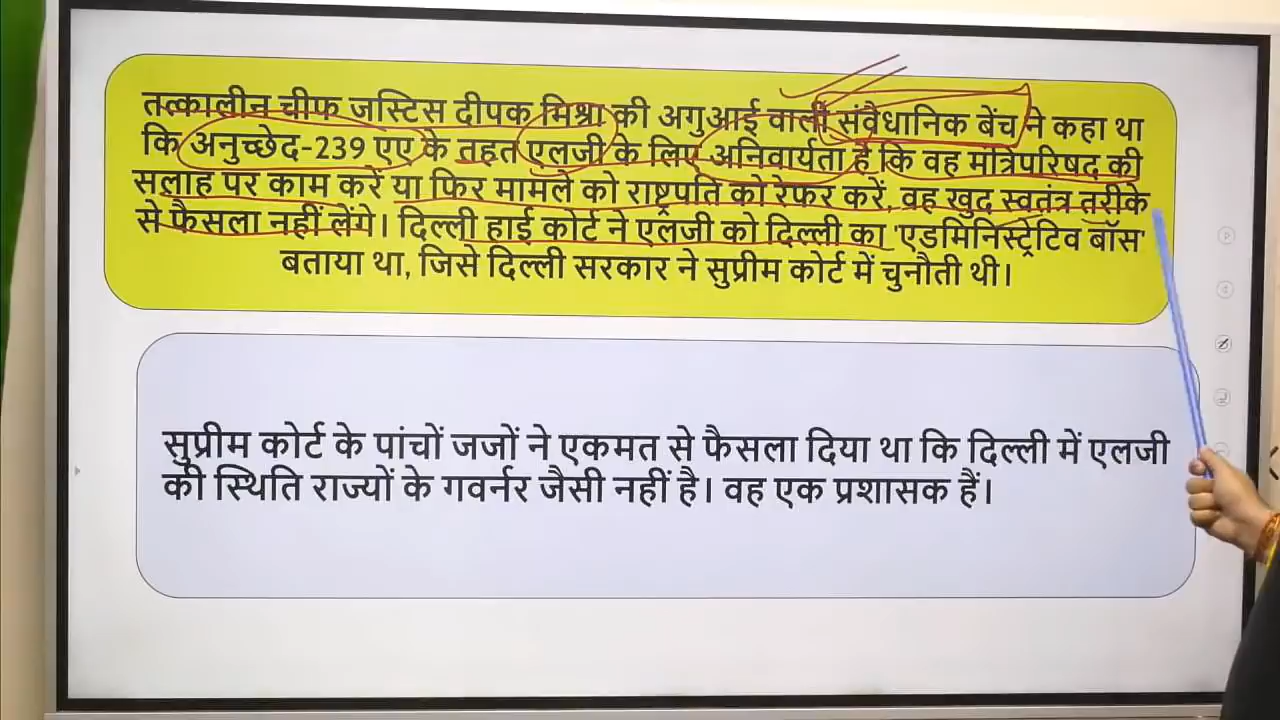 तत्कालीन चीफ जस्टिस दीपक मिश्रा की अगुआई वाली संवैधानिक बेंच ने कहा था
कि अनुच्छेद-239 एए के तहत एलजी के लिए अनिवार्यता है कि वह मंत्रिपरिषद की
सलाह पर काम करें या फिर मामले को राष्ट्रपति को रेफर करें, वह खुद स्वतंत्र तरीके
से फैसला नहीं लेंगे। दिल्ली हाई कोर्ट ने एलजी को दिल्ली का 'एडमिनिस्ट्रेटिव बॉस'
बताया था, जिसे दिल्ली सरकार ने सुप्रीम कोर्ट में चुनौती थी।
सुप्रीम कोर्ट के पांचों जजों ने एकमत से फैसला दिया था कि दिल्ली में एलजी
की स्थिति राज्यों के गवर्नर जैसी नहीं है। वह एक प्रशासक हैं।